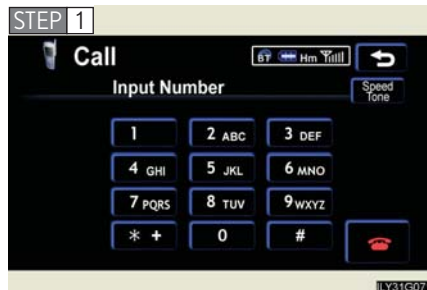 STEP 1
Call
BT Hm
Input Number
Speed Tone
1
2 ABC
3 DEF
4 GHI
5 JKL
6 MNO
7 PQRS
8 TUV
9 WXYZ
* +
0
#
ILY31G07